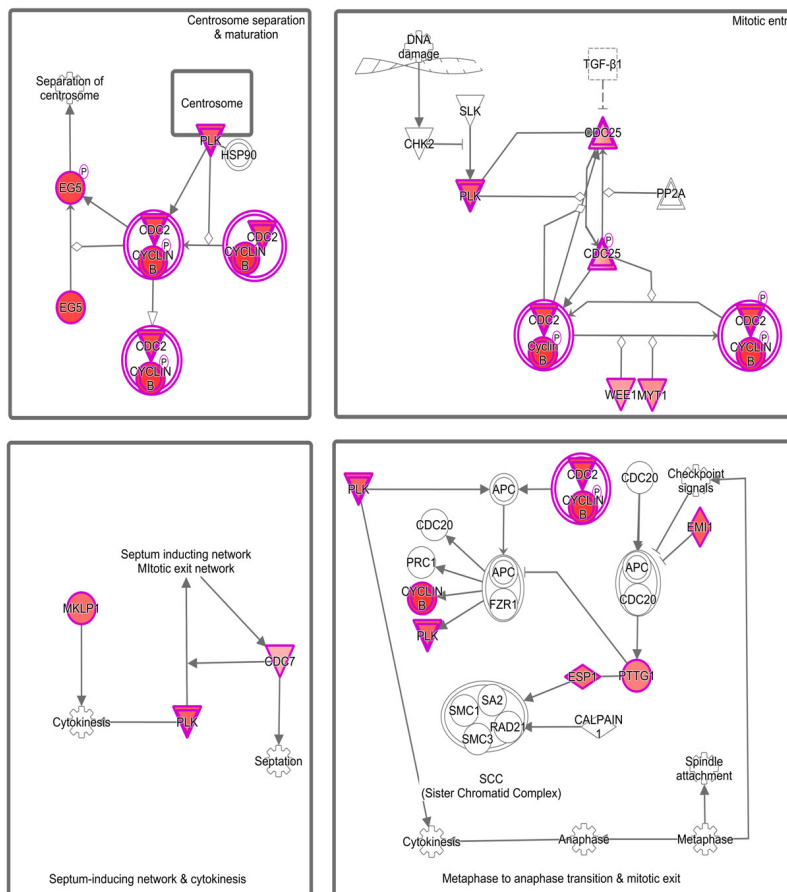 Centrosome separation
& maturation
Separation of
centrosome
Centrosome
PLK
HSP90
P
EG5
CDC2
P
CYCLIN
B
CDC2
CYCLIN
B
EG5
CDC2
P
CYCLIN
B
Mitotic entr
DNA
damage
TGF-β1
SLK
CHK2
CDC25
PLK
PP2A
P
CDC25
P
CDC2
P
Cyclin
B
CDC2
P
CYCLIN
B
WEE1
MYT1
Septum inducting network
MItotic exit network
MKLP1
CDC7
Cytokinesis
PLK
Septation
Septum-inducing network & cytokinesis
PLK
APC
CDC2
P
CYCLIN
B
CDC20
Checkpoint
signals
EMI1
CDC20
PRC1
CYCLIN
B
PLK
APC
FZR1
APC
CDC20
ESP1
PTTG1
SA2
SMC1
RAD21
SMC3
CALPAIN
1
SCC
(Sister Chromatid Complex)
Spindle
attachment
Cytokinesis
Anaphase
Metaphase
Metaphase to anaphase transition & mitotic exit